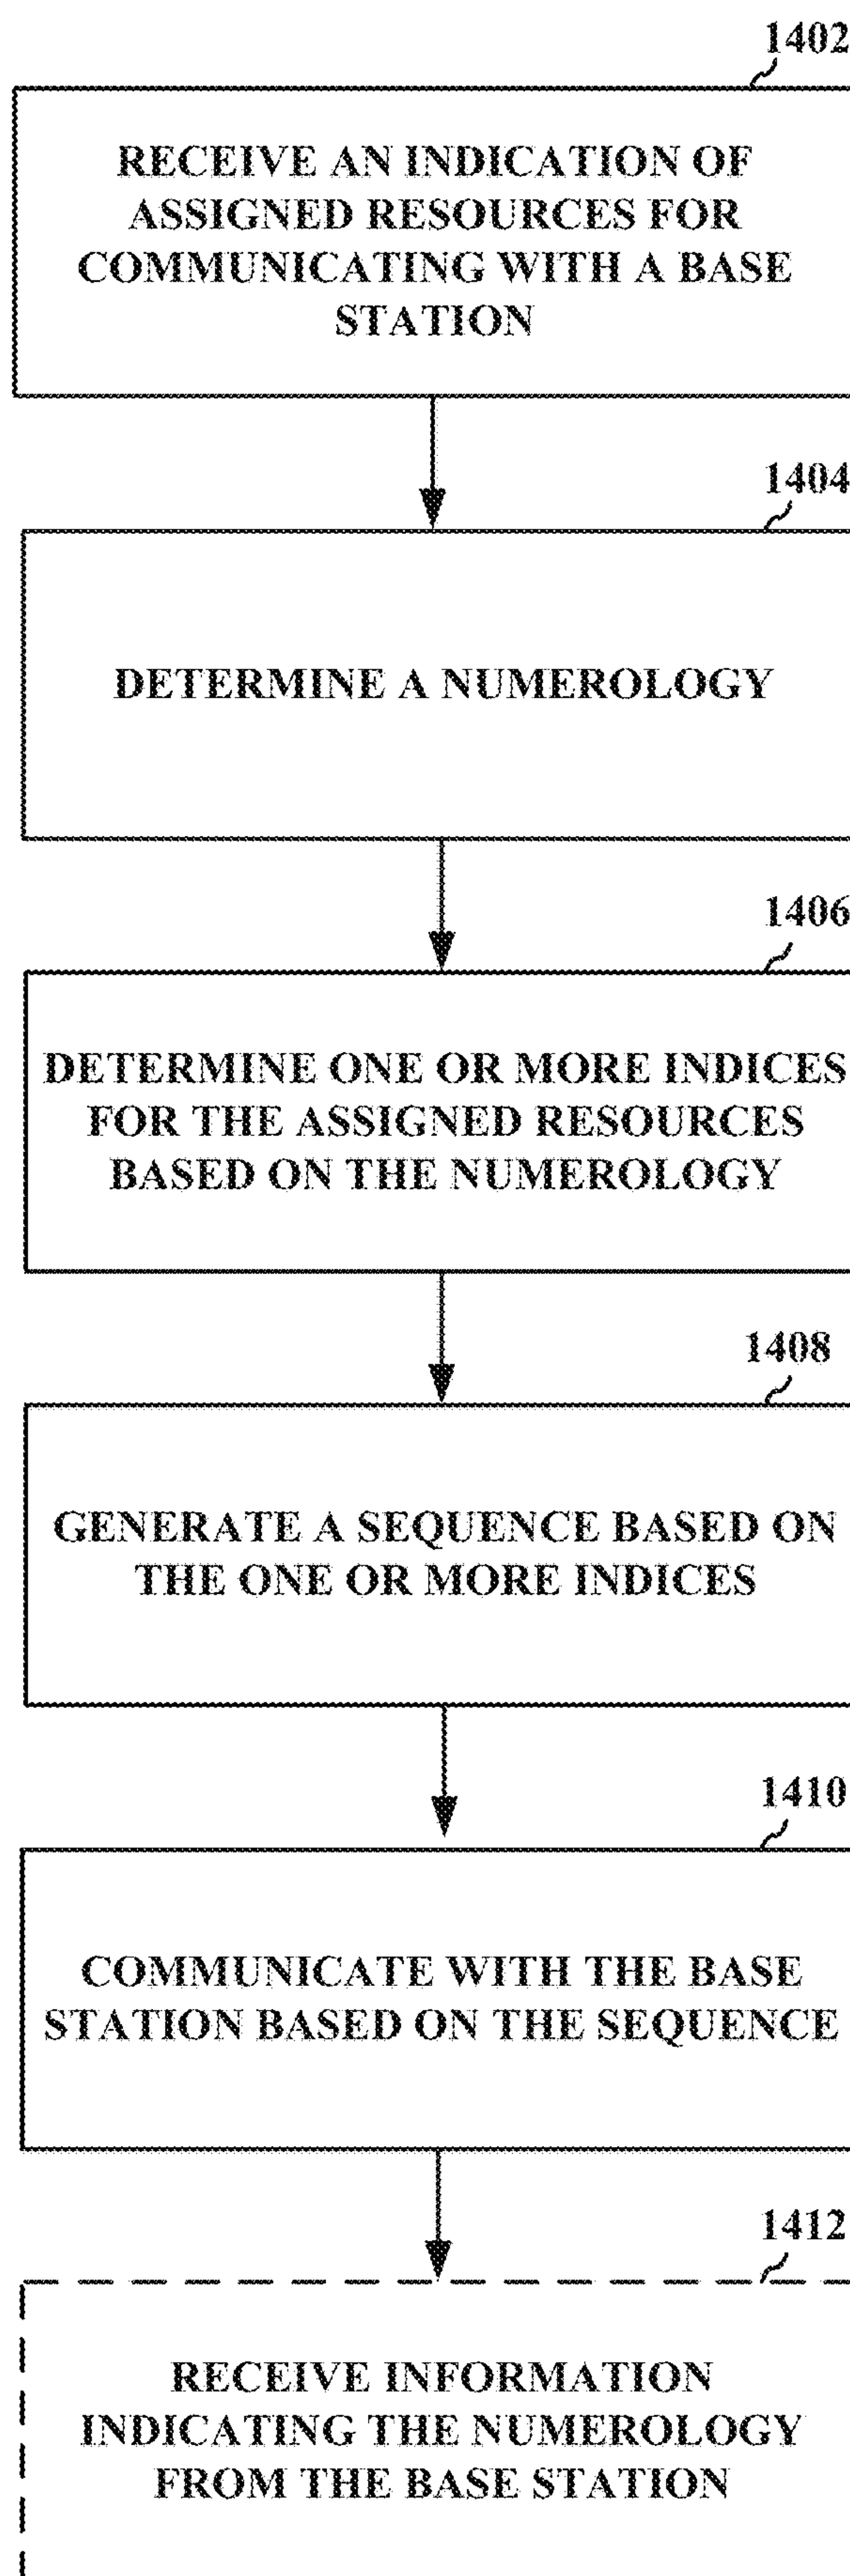 1402
RECEIVE AN INDICATION OF
ASSIGNED RESOURCES FOR
COMMUNICATING WITH A BASE
STATION
1404
DETERMINE A NUMEROLOGY
1406
DETERMINE ONE OR MORE INDICES
FOR THE ASSIGNED RESOURCES
BASED ON THE NUMEROLOGY
1408
GENERATE A SEQUENCE BASED ON
THE ONE OR MORE INDICES
1410
COMMUNICATE WITH THE BASE
STATION BASED ON THE SEQUENCE
1412
RECEIVE INFORMATION
INDICATING THE NUMEROLOGY
FROM THE BASE STATION